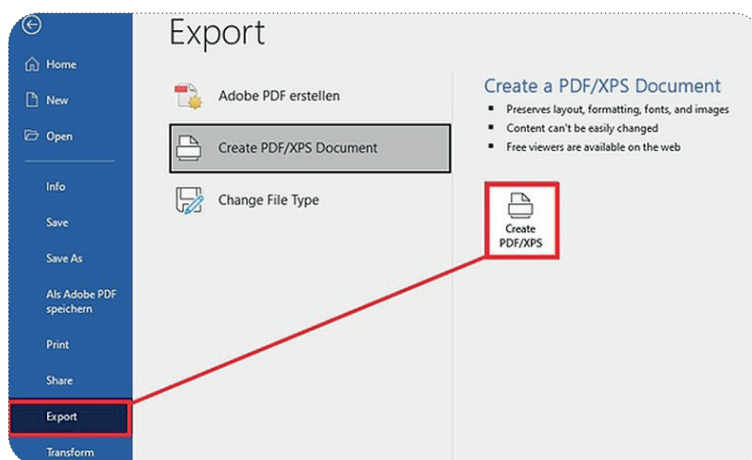 Export
Home
New
Open
Info
Save
Save As
Als Adobe PDF
speichern
Print
Share
Export
Transform
Adobe PDF erstellen
Create PDF/XPS Document
Change File Type
Create a PDF/XPS Document
Preserves layout, formatting, fonts, and images
Content can't be easily changed
Free viewers are available on the web
Create
PDF/XPS